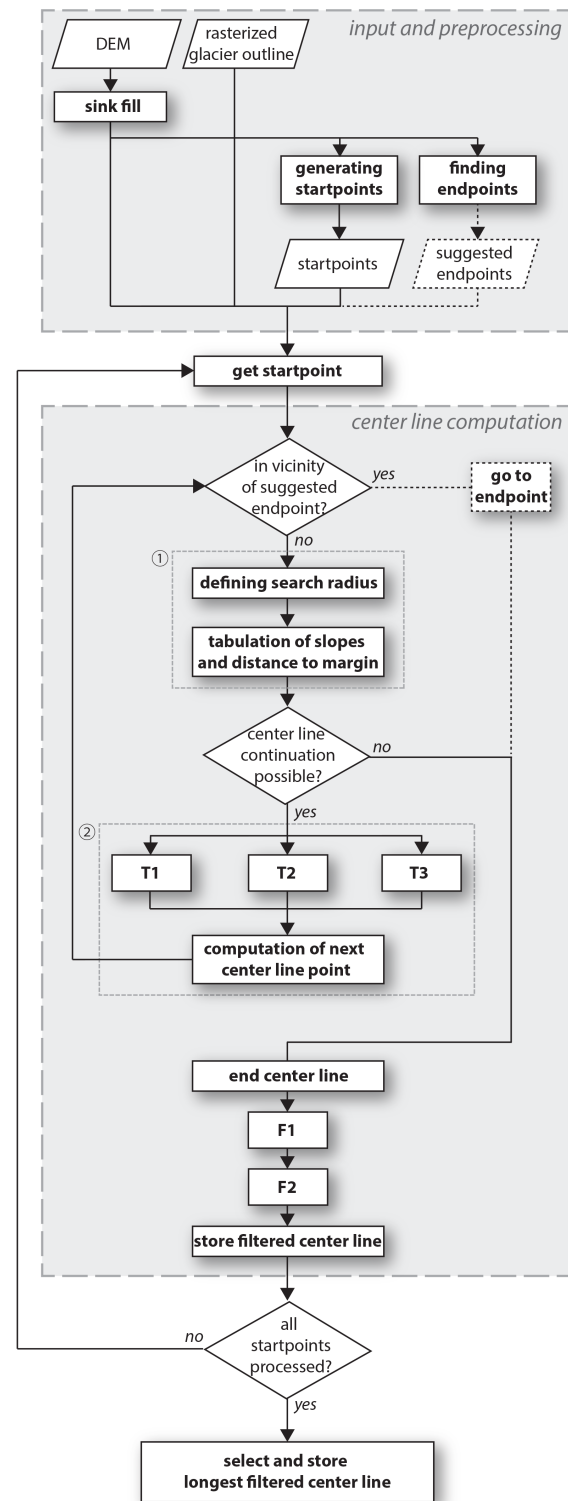 input and preprocessing
DEM
rasterized
glacier outline
sink fill
generating
startpoints
finding
endpoints
startpoints
suggested
endpoints
get startpoint
center line computation
in vicinity
of suggested
endpoint?
yes
go to
endpoint
no
①
defining search radius
tabulation of slopes
and distance to margin
center line
continuation
possible?
no
yes
②
T1
T2
T3
computation of next
center line point
end center line
F1
F2
store filtered center line
all
startpoints
processed?
no
yes
select and store
longest filtered center line